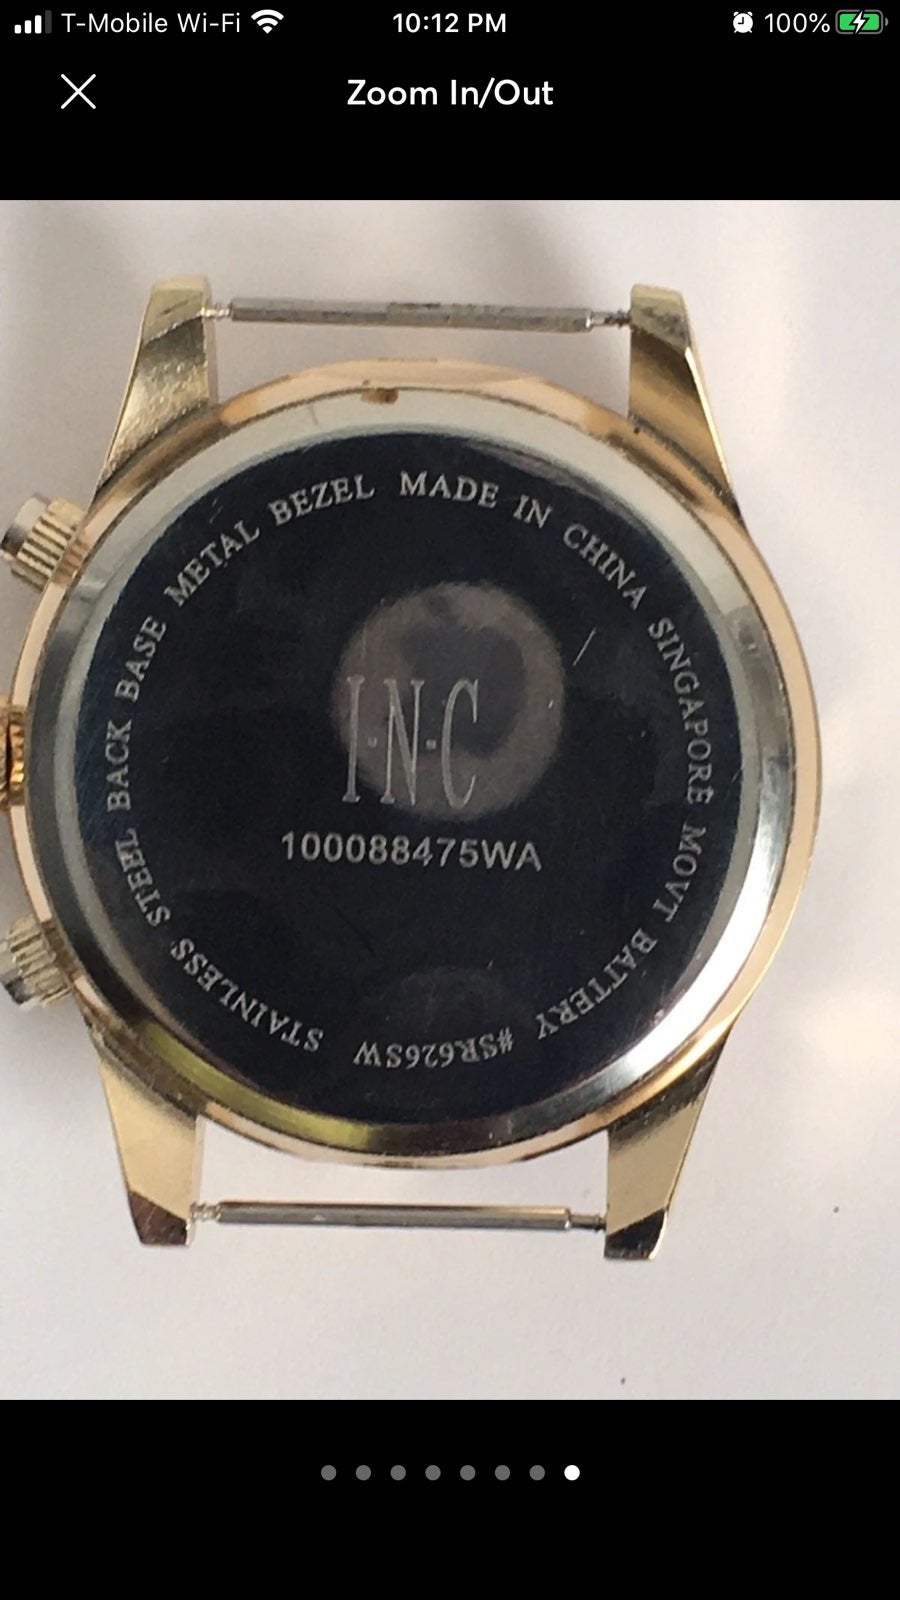 T-Mobile Wi-Fi 10:12 PM 100%
Zoom In/Out
STAINLESS STEEL BACK BASE METAL BEZEL MADE IN CHINA SINGAPORE MOVT BATTERY #SR626SW
I·N·C
100088475WA